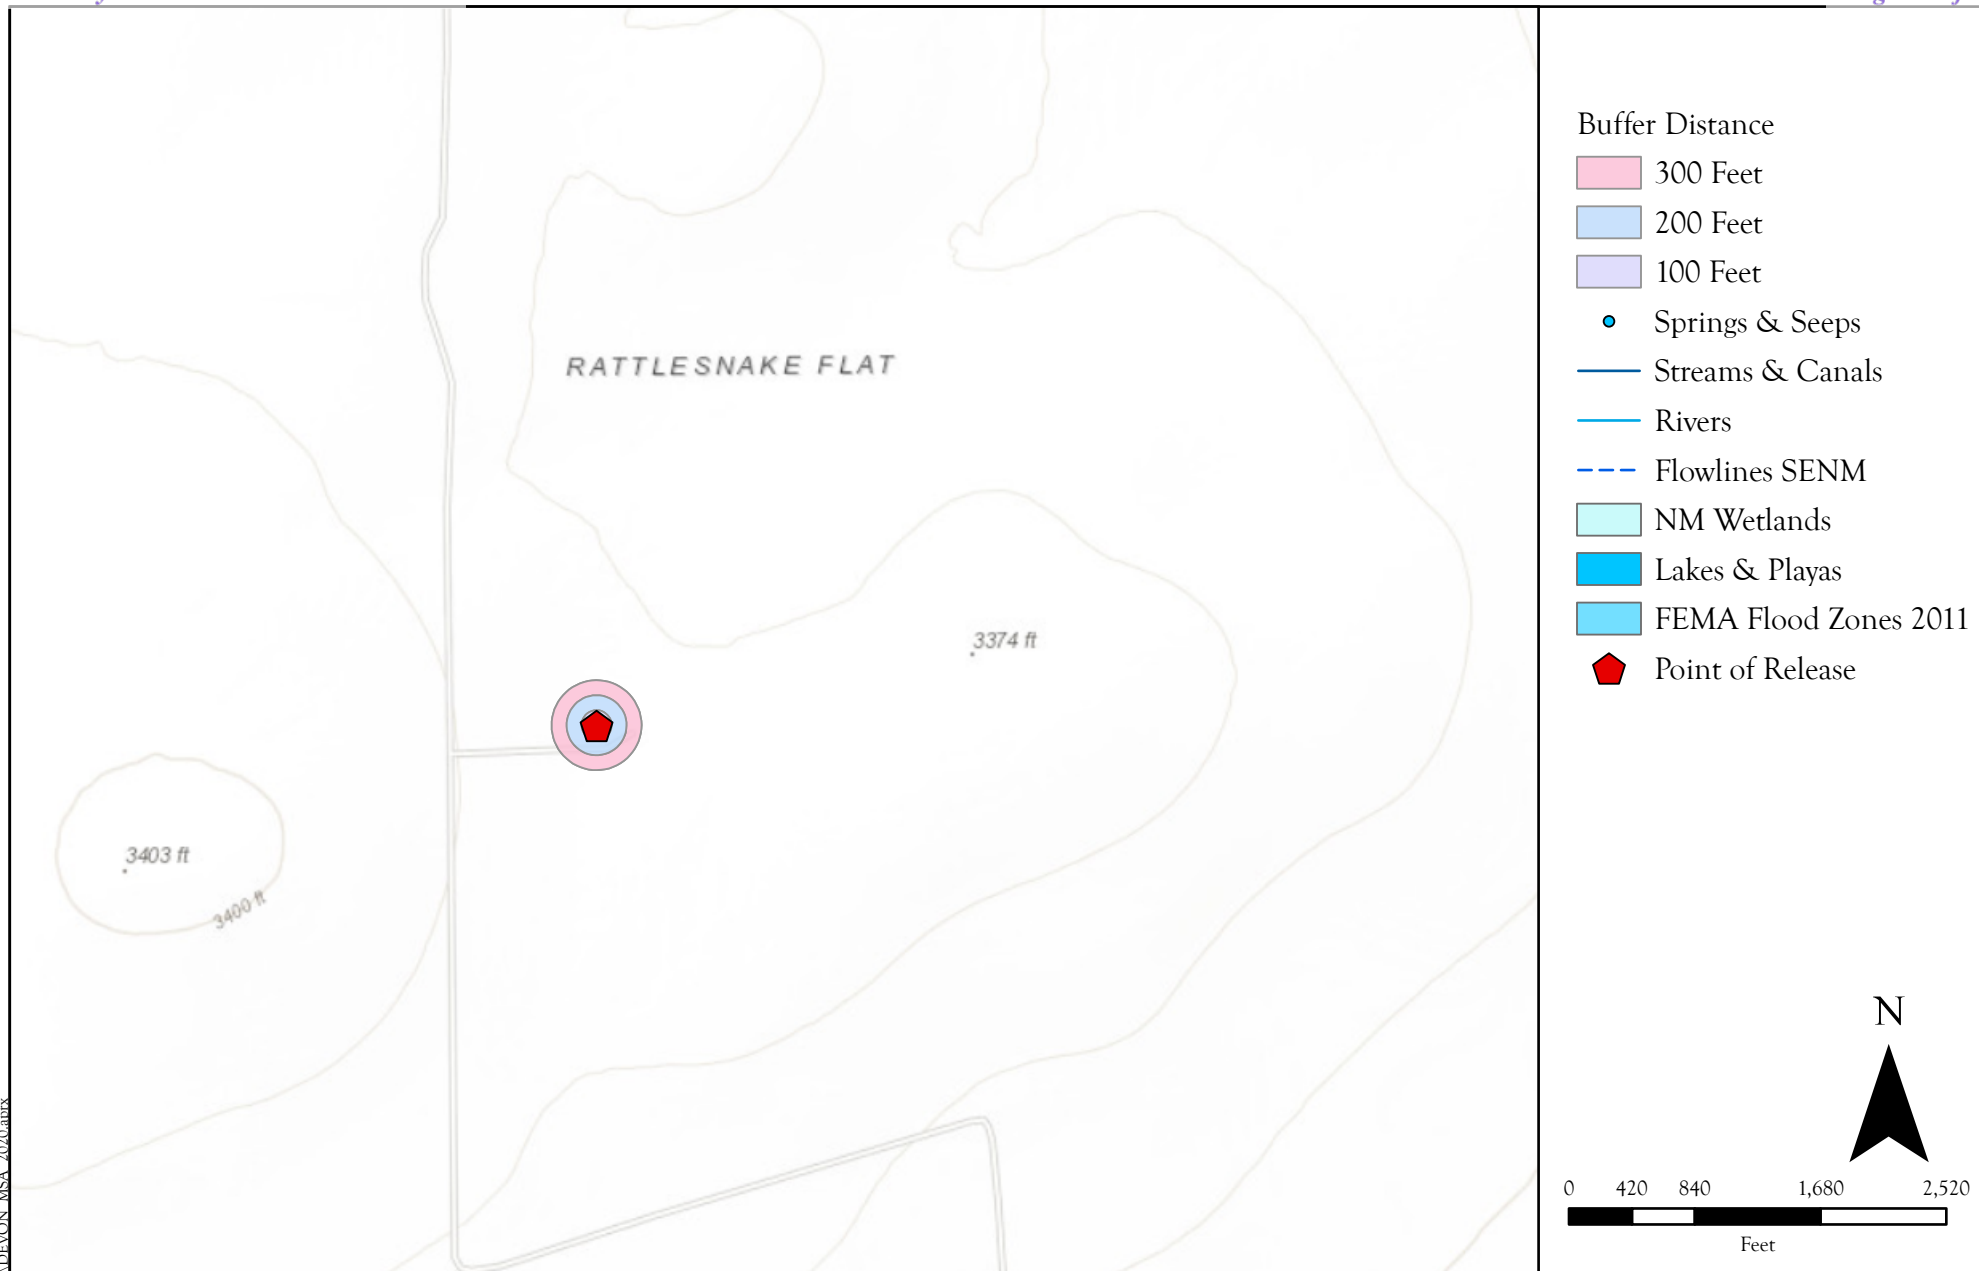 Buffer Distance
300 Feet
200 Feet
100 Feet
Springs & Seeps
Streams & Canals
Rivers
Flowlines SENM
NM Wetlands
Lakes & Playas
FEMA Flood Zones 2011
Point of Release
RATTLESNAKE FLAT
3374 ft
3403 ft
3400 ft
N
0 420 840 1,680 2,520
Feet
DEVON_MSA_2020.aprx